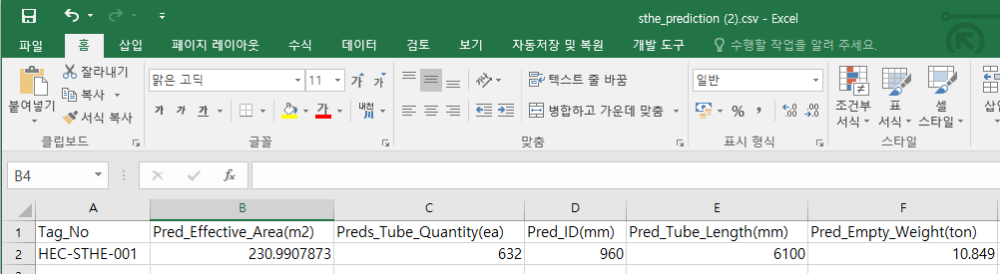 sthe_prediction (2).csv - Excel
파일 홈 삽입 페이지 레이아웃 수식 데이터 검토 보기 자동저장 및 복원 개발 도구 수행할 작업을 알려 주세요.
붙여넣기
잘라내기
복사
서식 복사
클립보드
맑은 고딕 11 가 가
가 가 가 가 내천
글꼴
텍스트 줄 바꿈
병합하고 가운데 맞춤
맞춤
일반
% , .00
표시 형식
조건부 서식
표 서식
셀 스타일
스타일
삽입
B4 fx
A B C D E F
1 Tag_No Pred_Effective_Area(m2) Preds_Tube_Quantity(ea) Pred_ID(mm) Pred_Tube_Length(mm) Pred_Empty_Weight(ton)
2 HEC-STHE-001 230.9907873 632 960 6100 10.849